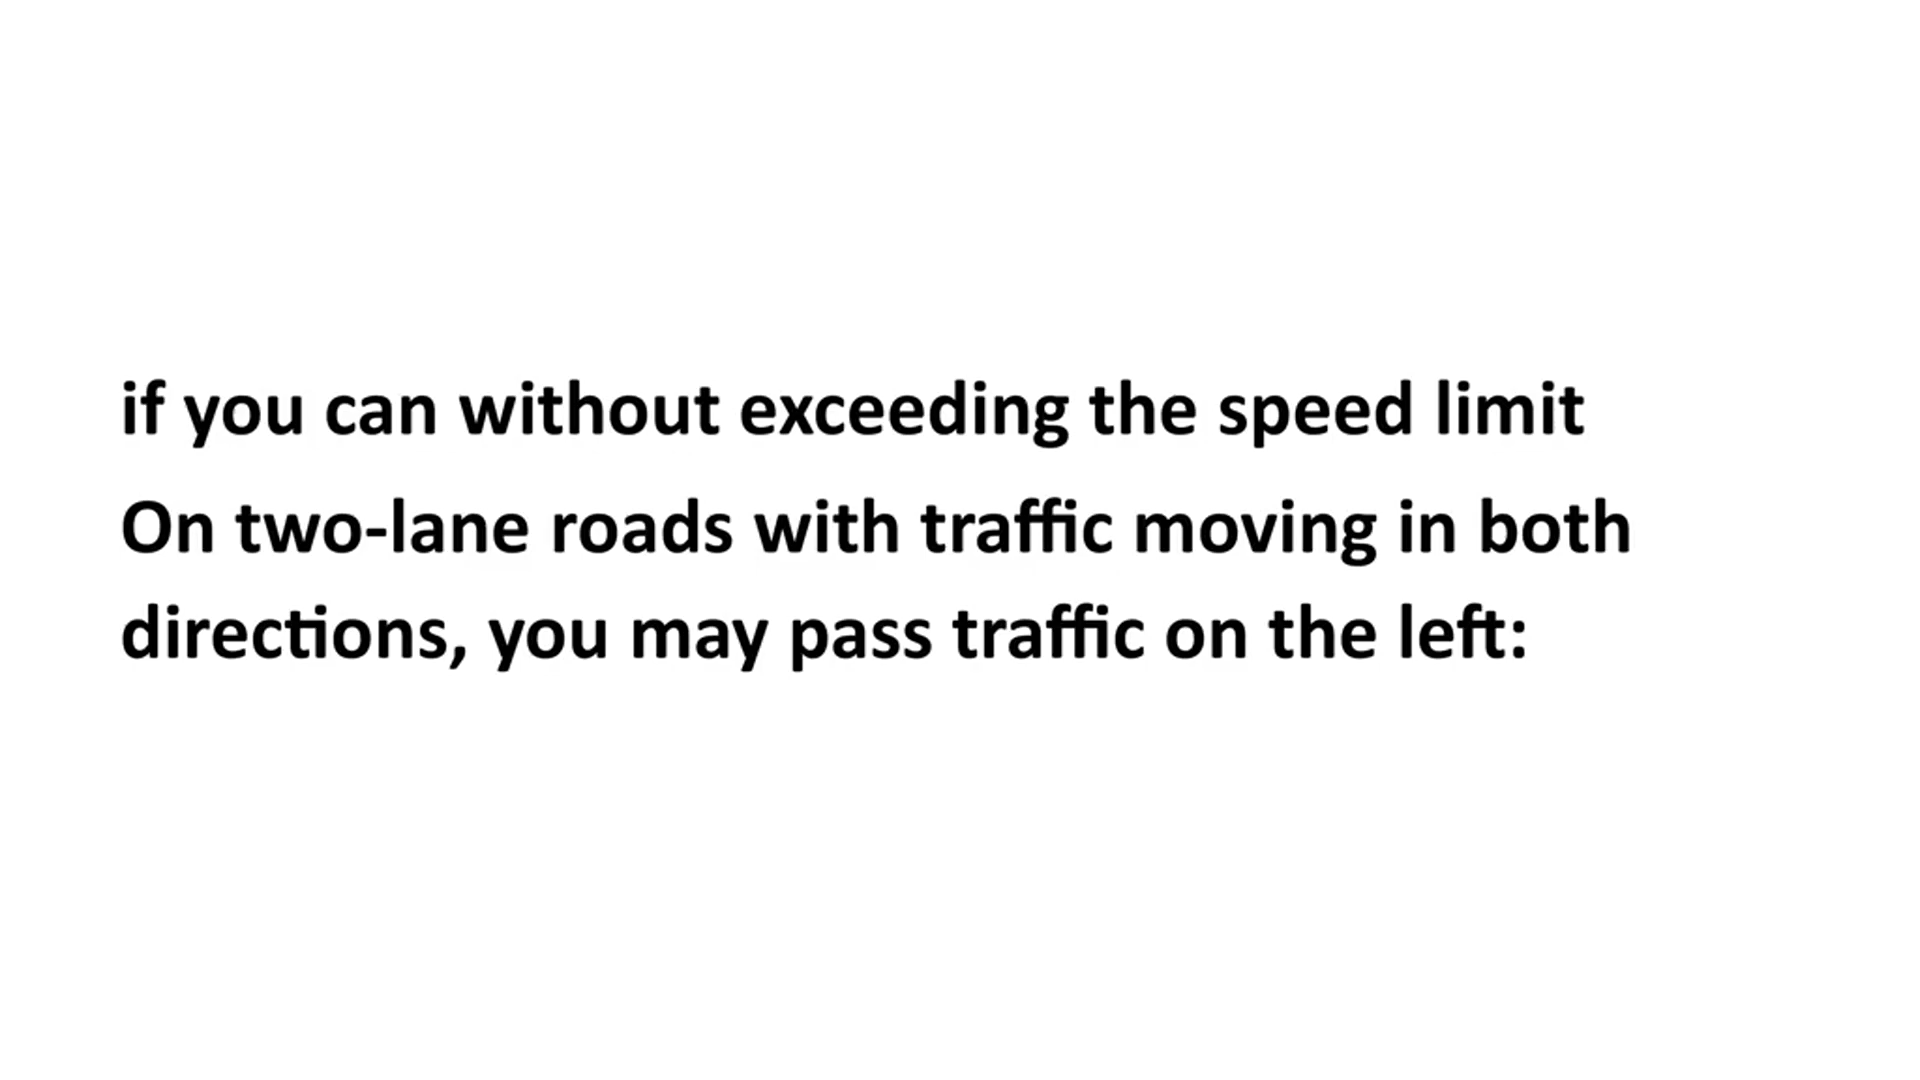 if you can without exceeding the speed limit
On two-lane roads with traffic moving in both
directions, you may pass traffic on the left: